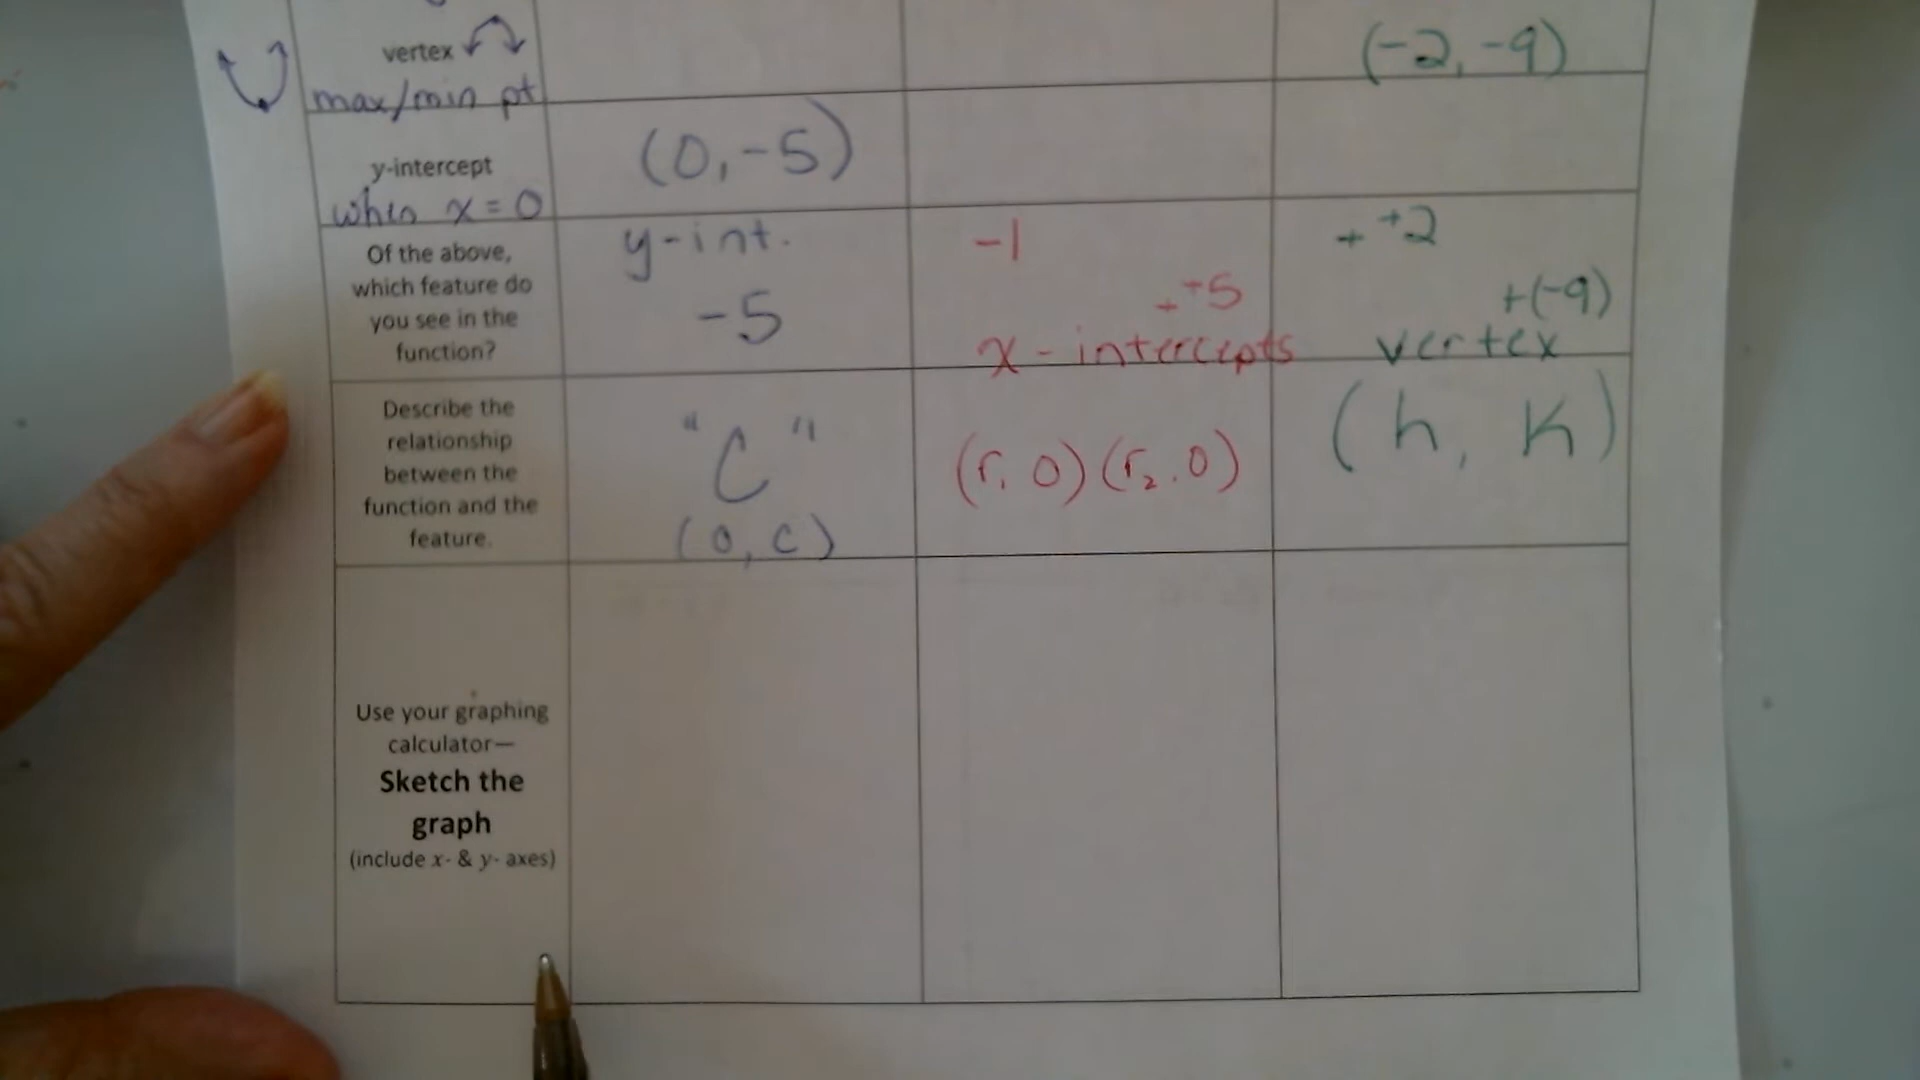 vertex
max/min pt
(-2, -9)
y-intercept
when x = 0
(0, -5)
Of the above,
which feature do
you see in the
function?
y-int.
-5
-1
+5
x-intercepts
+2
+(-9)
vertex
Describe the
relationship
between the
function and the
feature.
"C"
(0, c)
(r, 0) (r₂, 0)
(h, K)
Use your graphing
calculator—
Sketch the
graph
(include x- & y- axes)